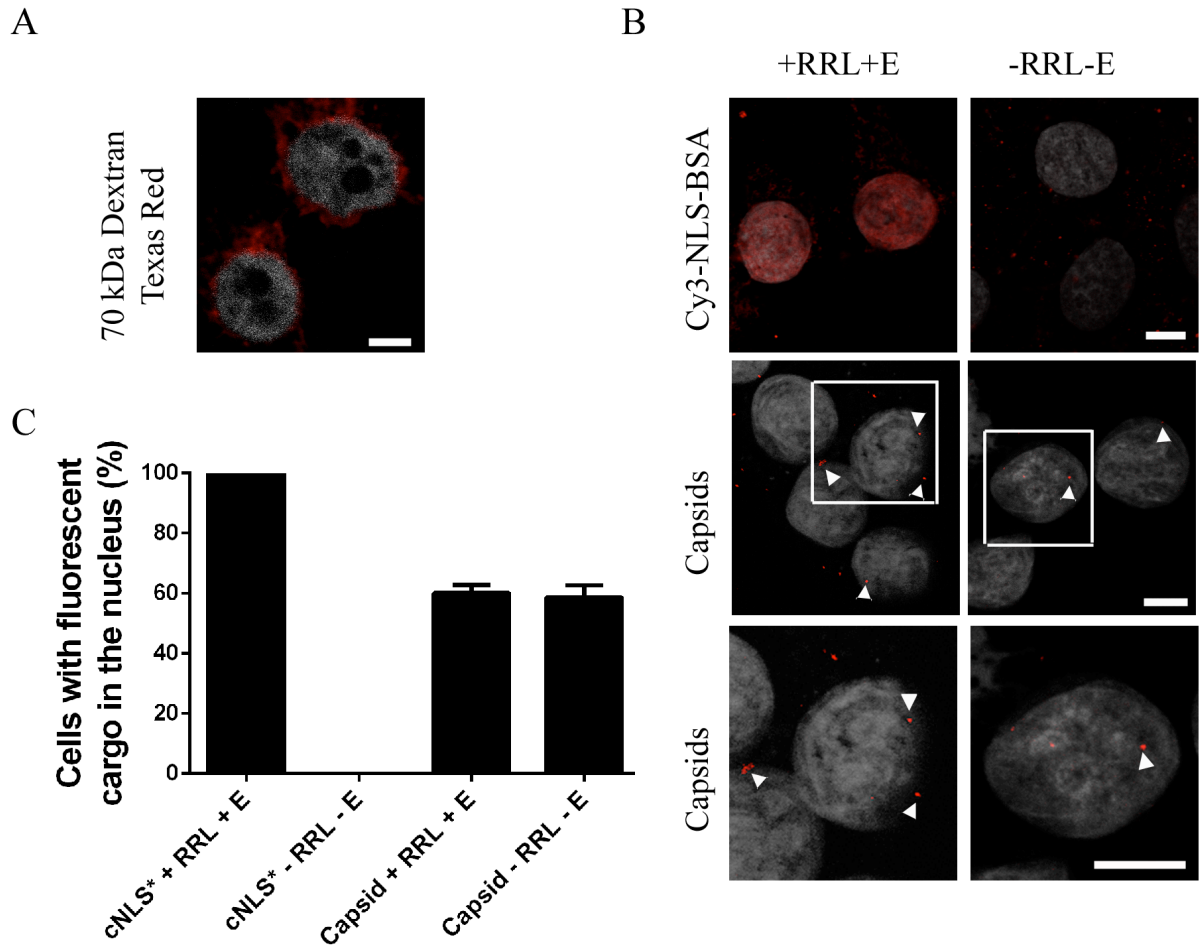 A
70 kDa Dextran
Texas Red
B
+RRL+E
-RRL-E
Cy3-NLS-BSA
Capsids
Capsids
C
Cells with fluorescent
cargo in the nucleus (%)
100
80
60
40
20
0
cNLS* + RRL + E
cNLS* - RRL - E
Capsid + RRL + E
Capsid - RRL - E